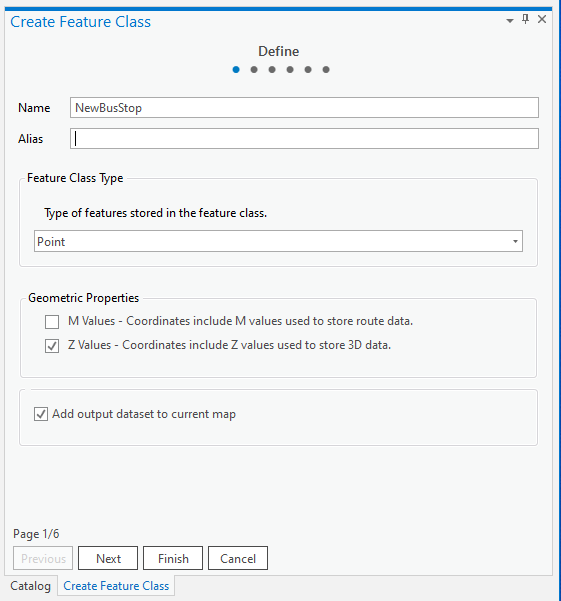 Create Feature Class
Define
Name NewBusStop
Alias
Feature Class Type
Type of features stored in the feature class.
Point
Geometric Properties
M Values - Coordinates include M values used to store route data.
Z Values - Coordinates include Z values used to store 3D data.
Add output dataset to current map
Page 1/6
Previous Next Finish Cancel
Catalog Create Feature Class